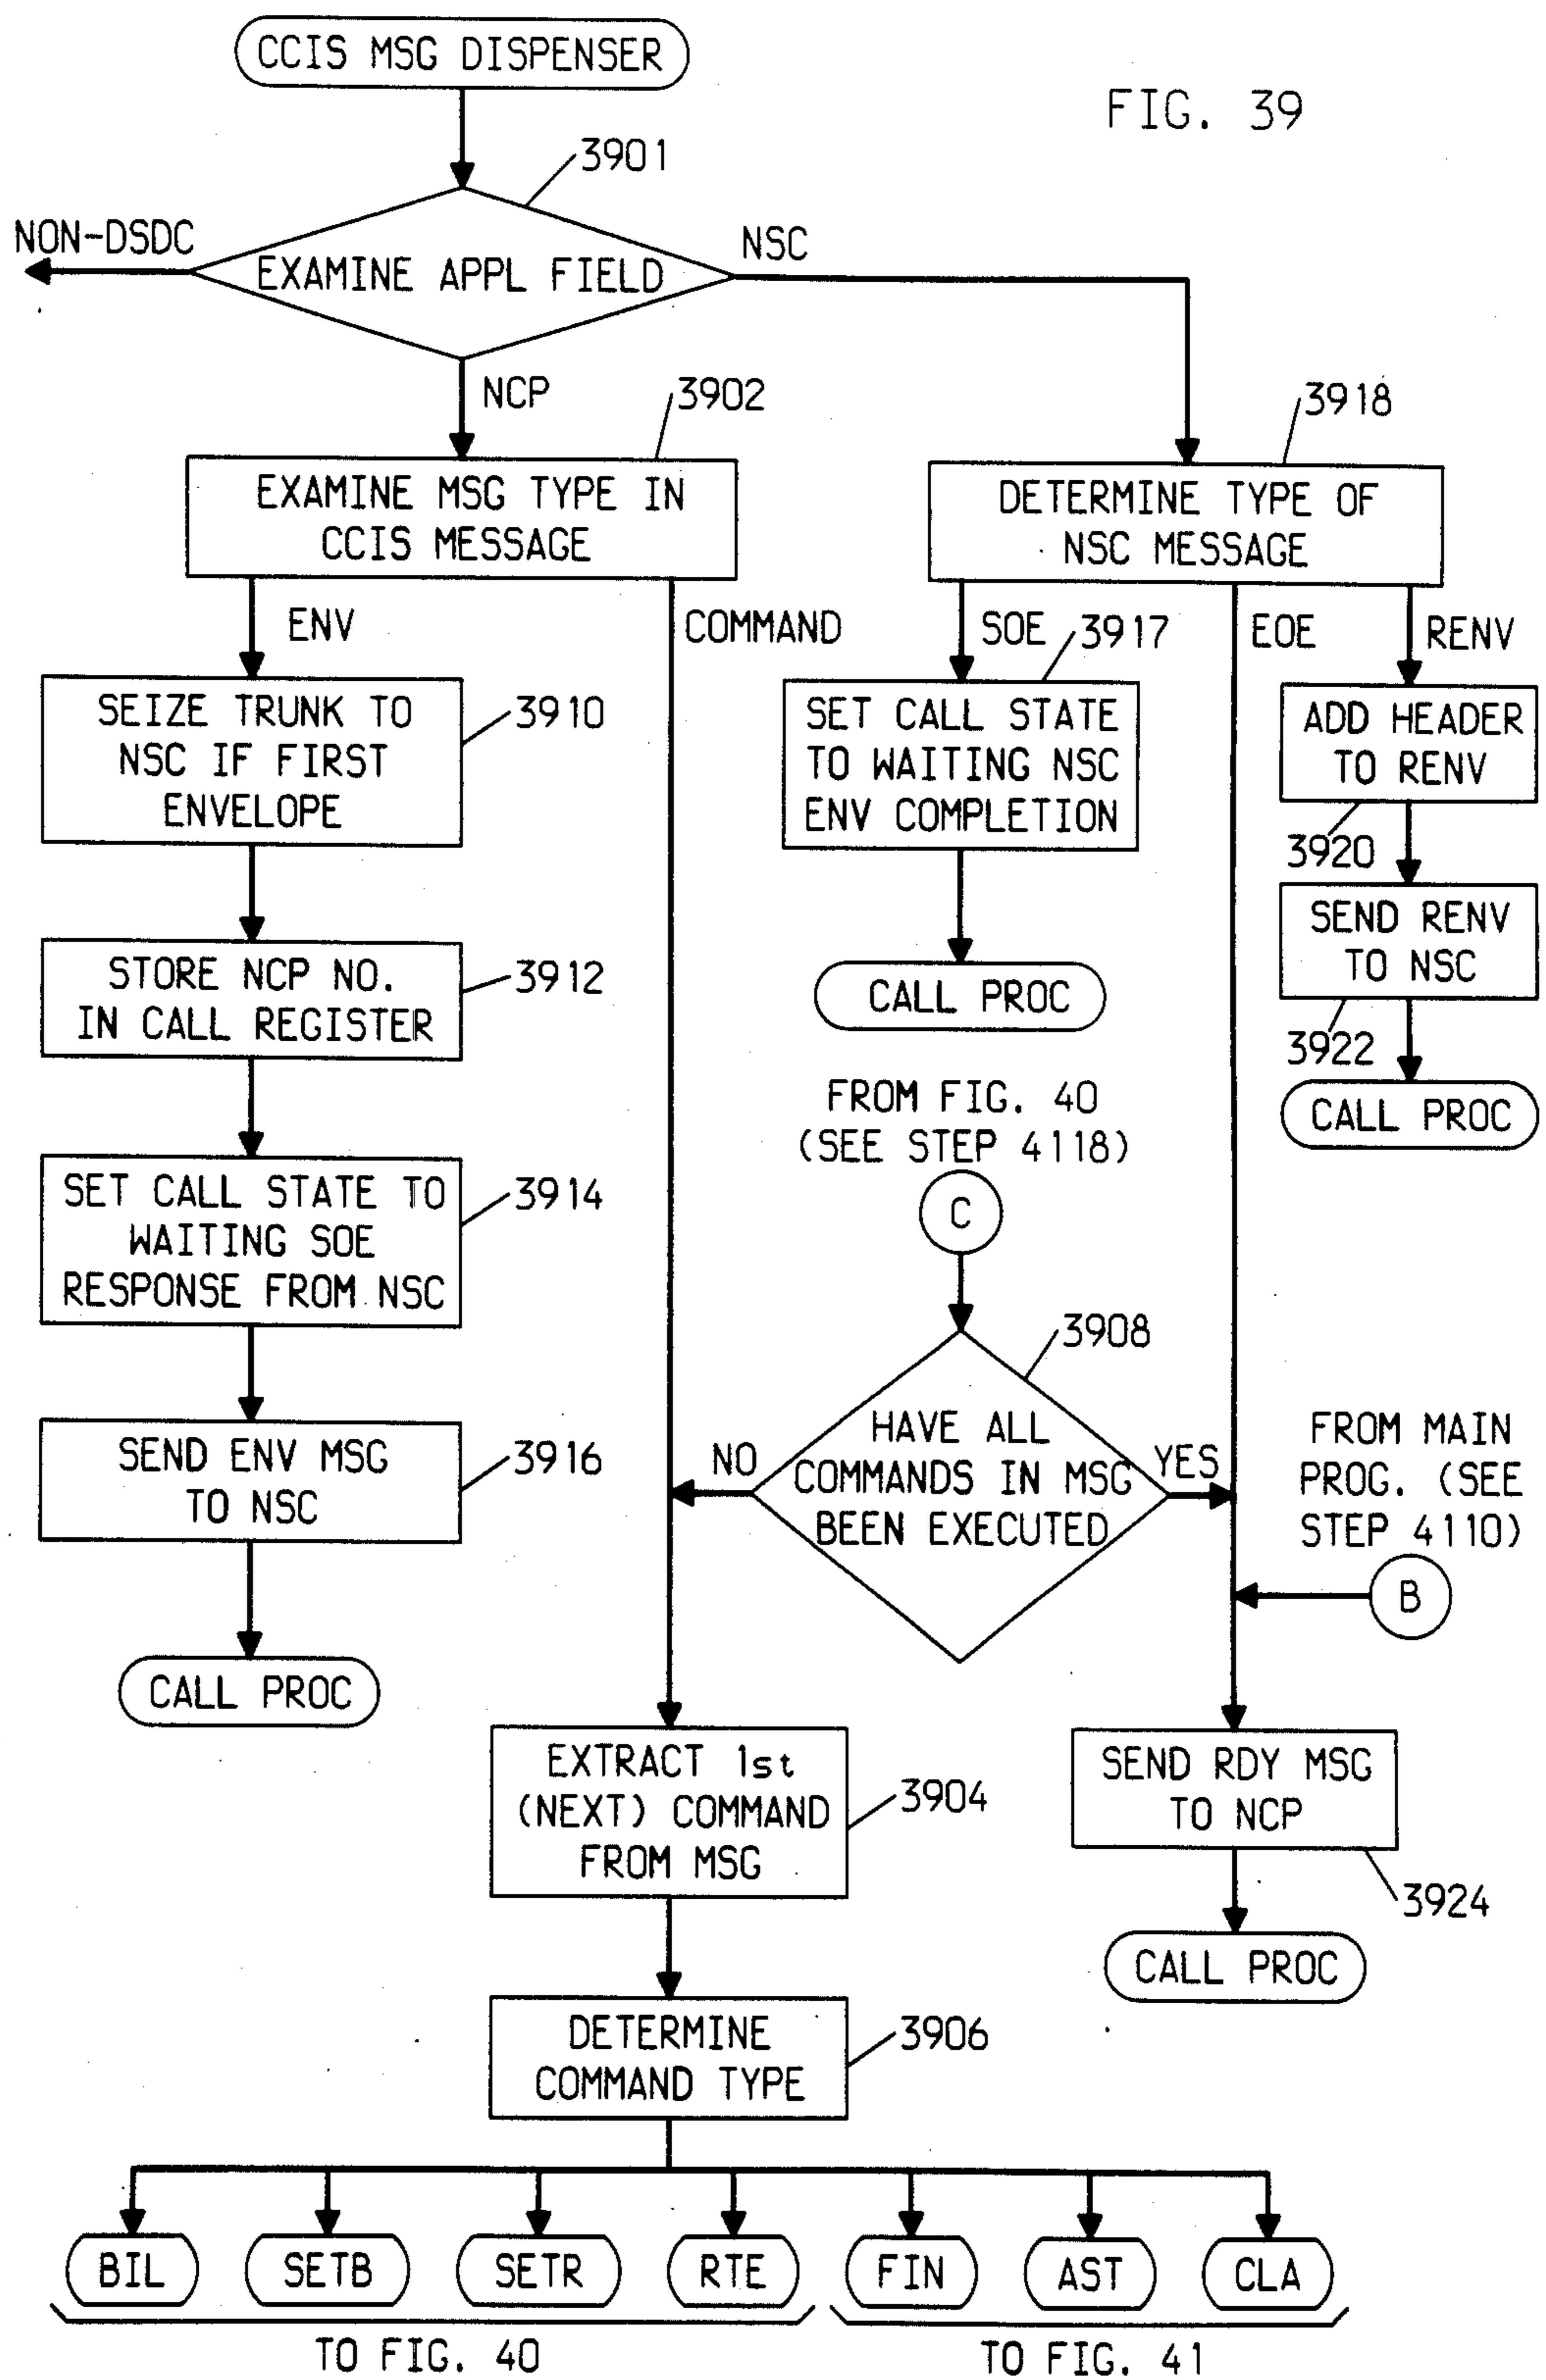 CCIS MSG DISPENSER
FIG. 39
3901
NON-DSDC
EXAMINE APPL FIELD
NSC
NCP
3902
3918
EXAMINE MSG TYPE IN
CCIS MESSAGE
DETERMINE TYPE OF
NSC MESSAGE
ENV
COMMAND
SOE
3917
EOE
RENV
SEIZE TRUNK TO
NSC IF FIRST
ENVELOPE
3910
SET CALL STATE
TO WAITING NSC
ENV COMPLETION
ADD HEADER
TO RENV
3920
STORE NCP NO.
IN CALL REGISTER
3912
CALL PROC
SEND RENV
TO NSC
3922
CALL PROC
FROM FIG. 40
(SEE STEP 4118)
C
SET CALL STATE TO
WAITING SOE
RESPONSE FROM NSC
3914
3908
HAVE ALL
COMMANDS IN MSG
BEEN EXECUTED
NO
YES
FROM MAIN
PROG. (SEE
STEP 4110)
B
SEND ENV MSG
TO NSC
3916
CALL PROC
EXTRACT 1st
(NEXT) COMMAND
FROM MSG
3904
SEND RDY MSG
TO NCP
3924
CALL PROC
DETERMINE
COMMAND TYPE
3906
BIL
SETB
SETR
RTE
FIN
AST
CLA
TO FIG. 40
TO FIG. 41